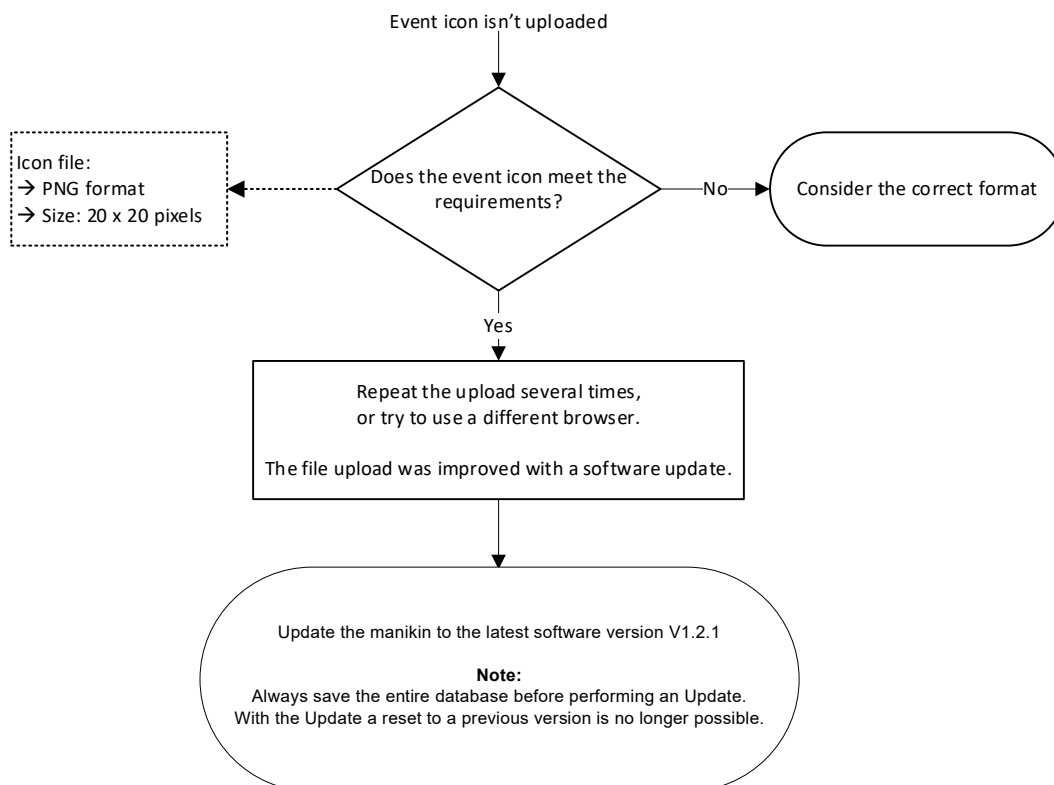 Event icon isn't uploaded
Icon file:
→ PNG format
→ Size: 20 x 20 pixels
Does the event icon meet the
requirements?
No
Consider the correct format
Yes
Repeat the upload several times,
or try to use a different browser.
The file upload was improved with a software update.
Update the manikin to the latest software version V1.2.1
Note:
Always save the entire database before performing an Update.
With the Update a reset to a previous version is no longer possible.